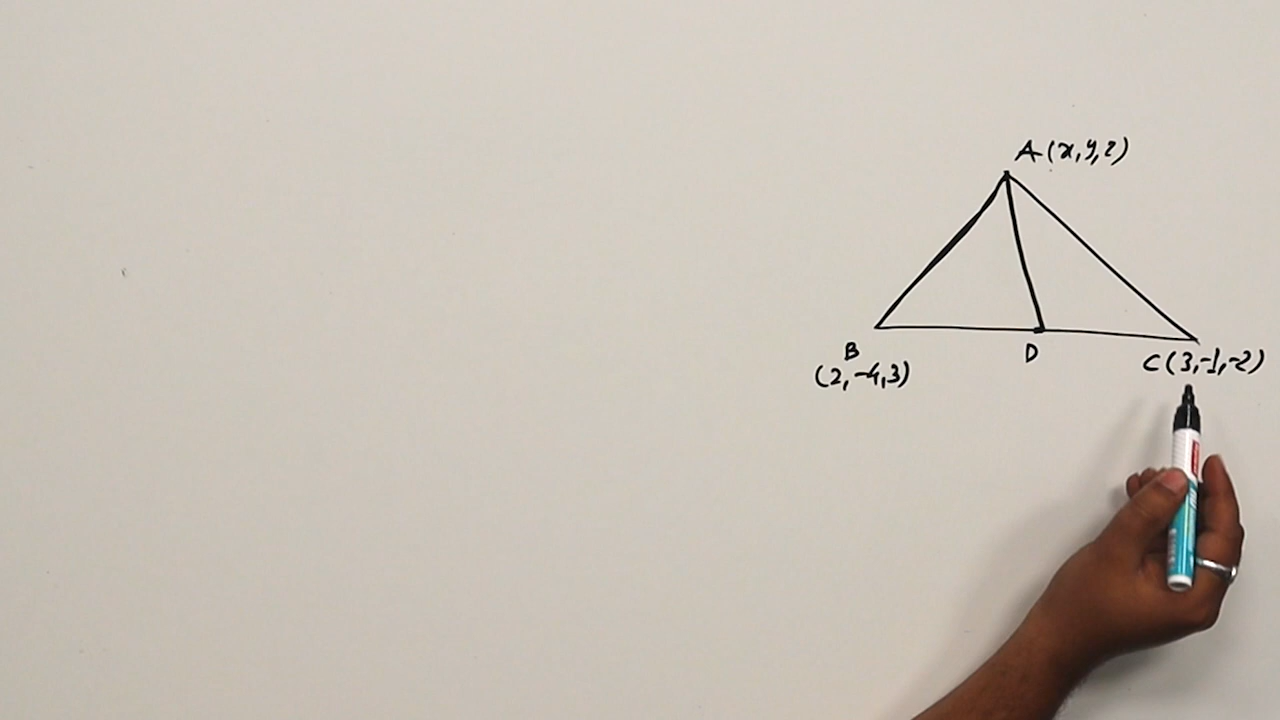 A(x,y,z)
B
D
C(3,-1,-2)
(2,-4,3)